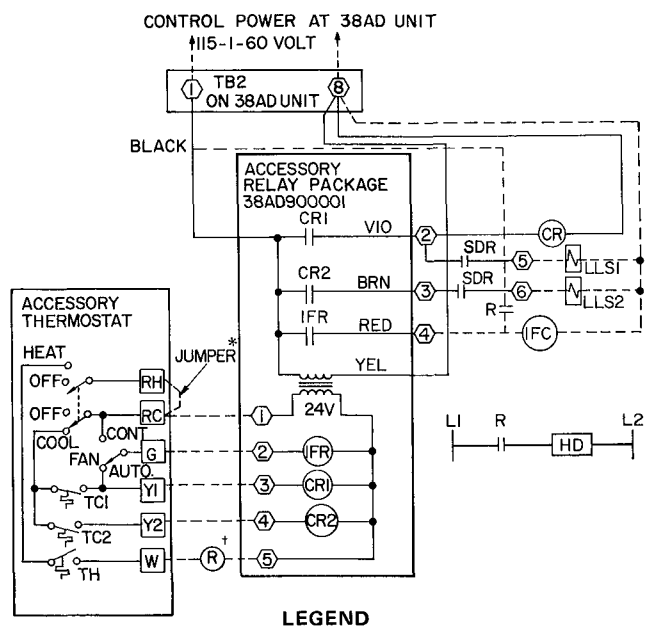 CONTROL POWER AT 38AD UNIT
115-1-60 VOLT
1
TB2
ON 38AD UNIT
8
BLACK
ACCESSORY
RELAY PACKAGE
38AD900001
CR1
VIO
2
CR
SDR
5
LLS1
CR2
BRN
3
SDR
6
LLS2
R
IFR
RED
4
IFC
YEL
24V
ACCESSORY
THERMOSTAT
HEAT
OFF
RH
JUMPER*
OFF
RC
1
COOL
CONT.
FAN
G
2
IFR
AUTO.
Y1
3
CR1
TC1
Y2
4
CR2
TC2
W
R
†
5
TH
L1
R
HD
L2
LEGEND